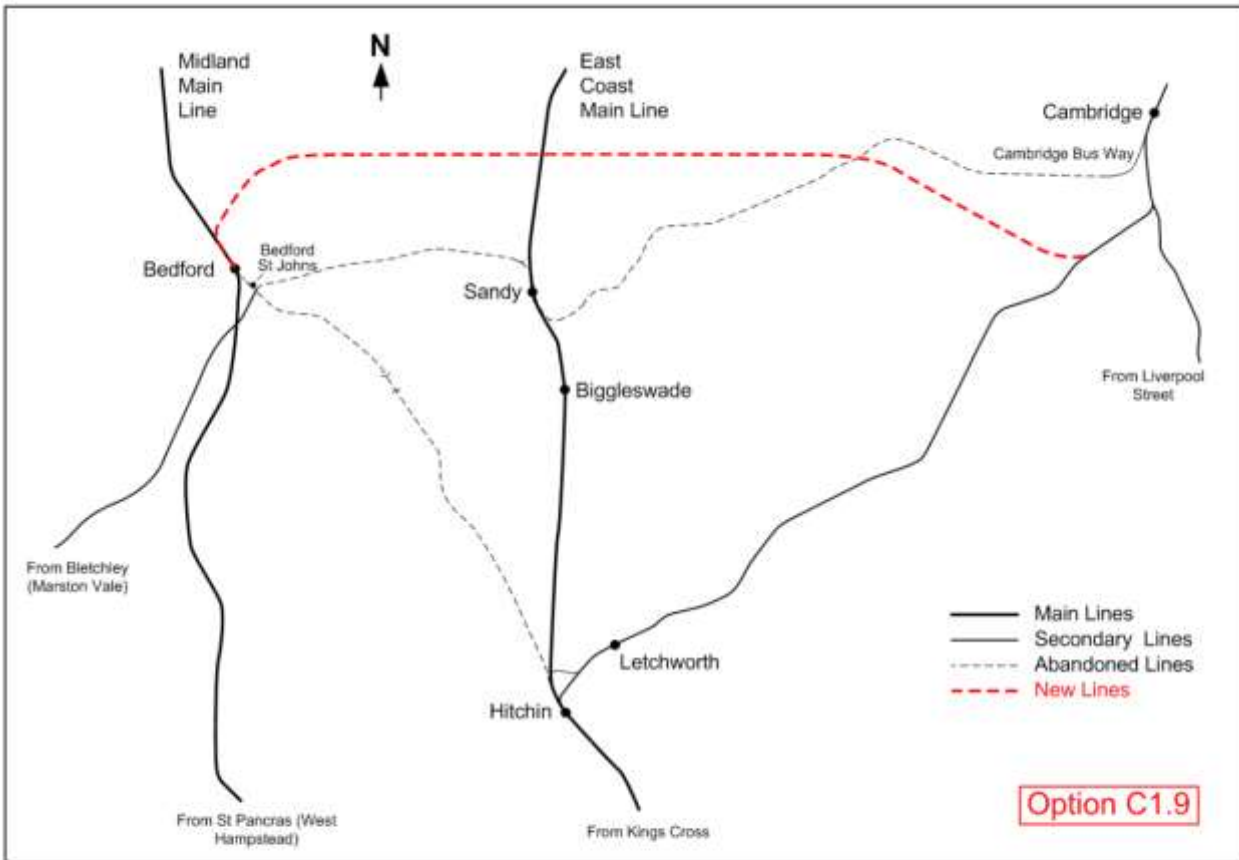 Midland
Main
Line
N
East
Coast
Main Line
Cambridge
Cambridge Bus Way
Bedford
St Johns
Bedford
Sandy
Biggleswade
From Liverpool
Street
From Bletchley
(Marston Vale)
Letchworth
Hitchin
Main Lines
Secondary Lines
Abandoned Lines
New Lines
From St Pancras (West
Hampstead)
From Kings Cross
Option C1.9